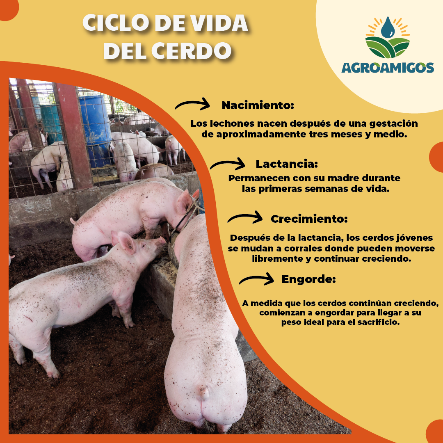 CICLO DE VIDA
DEL CERDO
AGROAMIGOS
Nacimiento:
Los lechones nacen después de una gestación
de aproximadamente tres meses y medio.
Lactancia:
Permanecen con su madre durante
las primeras semanas de vida.
Crecimiento:
Después de la lactancia, los cerdos jóvenes
se mudan a corrales donde pueden moverse
libremente y continuar creciendo.
Engorde:
A medida que los cerdos continúan creciendo,
comienzan a engordar para llegar a su
peso ideal para el sacrificio.